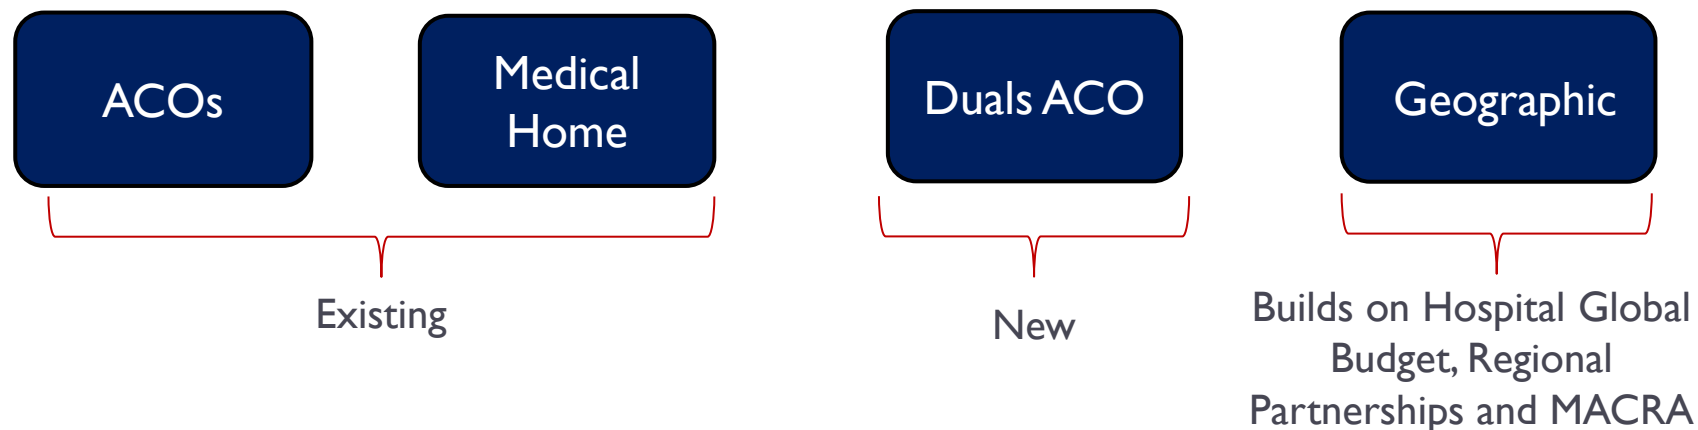 ACOs
Medical
Home
Duals ACO
Geographic
Existing
New
Builds on Hospital Global
Budget, Regional
Partnerships and MACRA